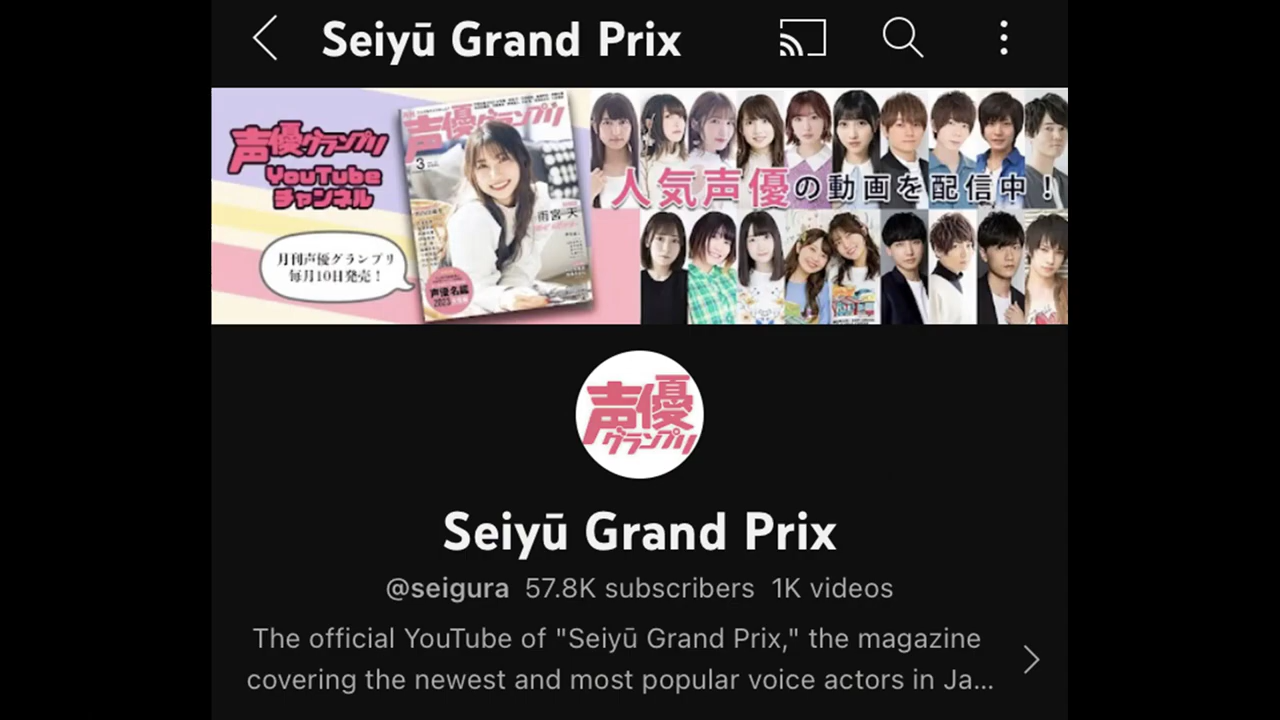 Seiyū Grand Prix
声優グランプリ
YouTube
チャンネル
月刊声優グランプリ
毎月10日発売！
声優グランプリ
3
雨宮 天
声優名鑑
2023
人気声優の動画を配信中！
声優
グランプリ
Seiyū Grand Prix
@seigura 57.8K subscribers 1K videos
The official YouTube of "Seiyū Grand Prix," the magazine
covering the newest and most popular voice actors in Ja...